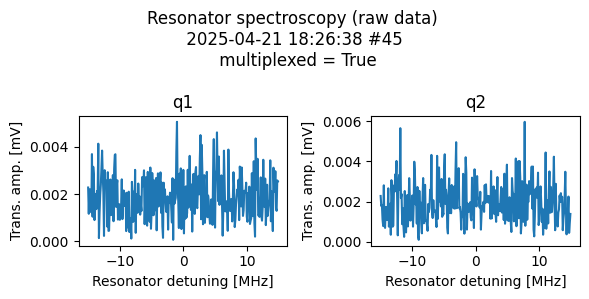 Resonator spectroscopy (raw data)
2025-04-21 18:26:38 #45
multiplexed = True
q1
q2
Trans. amp. [mV]
0.004
0.002
0.000
−10
0
10
Resonator detuning [MHz]
Trans. amp. [mV]
0.006
0.004
0.002
0.000
−10
0
10
Resonator detuning [MHz]